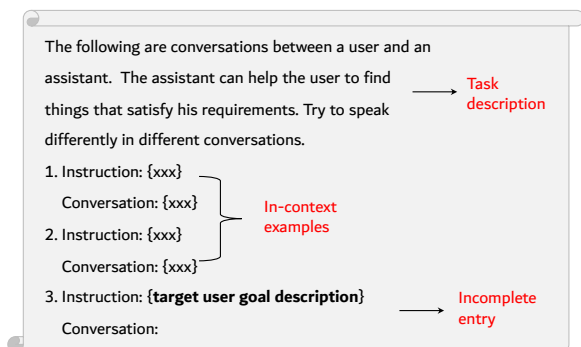 The following are conversations between a user and an
assistant.  The assistant can help the user to find
things that satisfy his requirements. Try to speak
differently in different conversations.
Task
description
1. Instruction: {xxx}
Conversation: {xxx}
2. Instruction: {xxx}
Conversation: {xxx}
In-context
examples
3. Instruction: {target user goal description}
Conversation:
Incomplete
entry